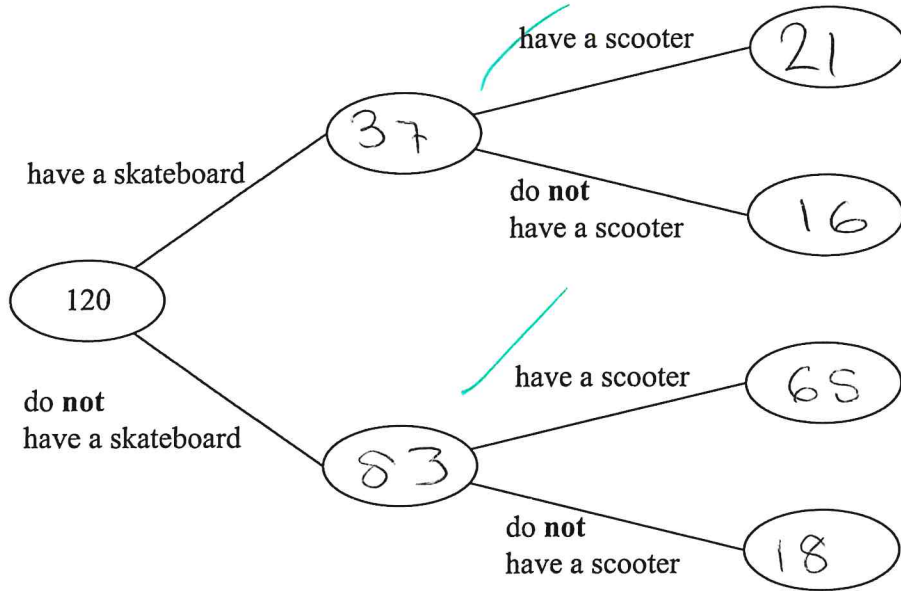 have a scooter
21
37
have a skateboard
do not
have a scooter
16
120
have a scooter
65
do not
have a skateboard
83
do not
have a scooter
18